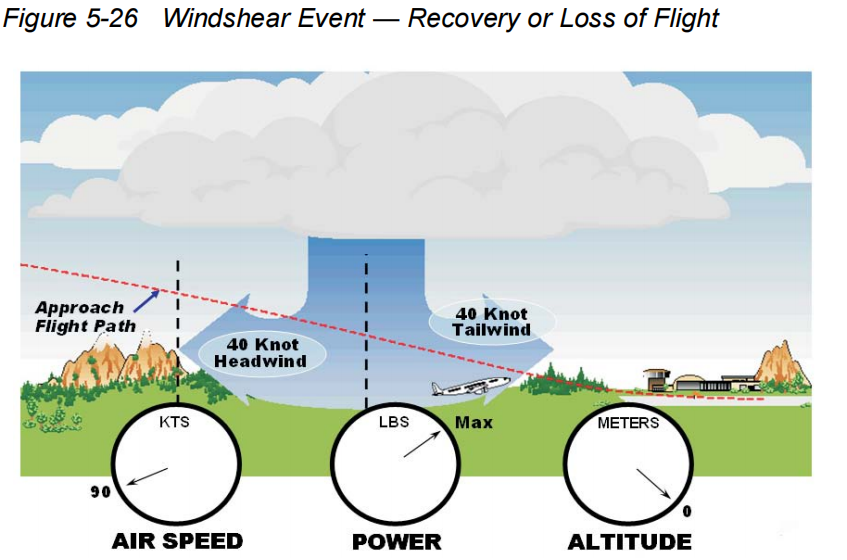 Figure 5-26 Windshear Event — Recovery or Loss of Flight
Approach
Flight Path
40 Knot
Headwind
40 Knot
Tailwind
KTS
90
AIR SPEED
LBS
Max
POWER
METERS
0
ALTITUDE